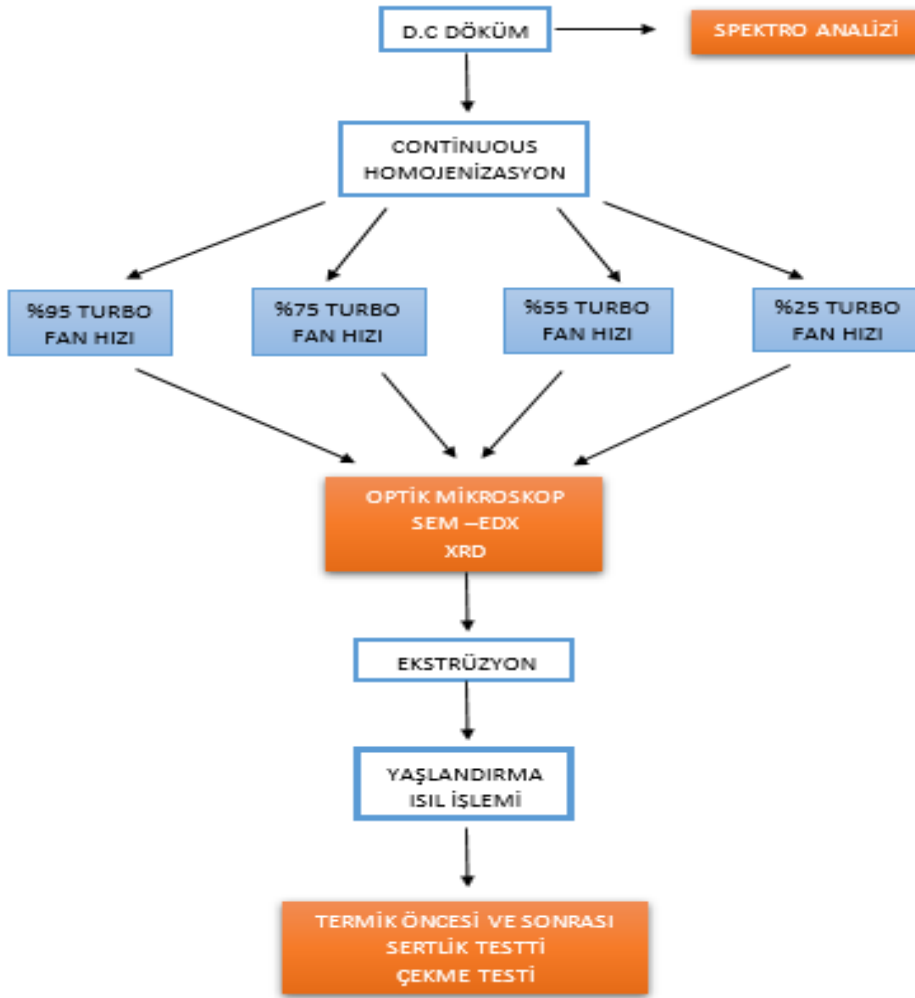 D.C DÖKÜM
SPEKTRO ANALİZİ
CONTİNUOUS
HOMOJENİZASYON
%95 TURBO
FAN HIZI
%75 TURBO
FAN HIZI
%55 TURBO
FAN HIZI
%25 TURBO
FAN HIZI
OPTİK MİKROSKOP
SEM –EDX
XRD
EKSTRÜZYON
YAŞLANDIRMA
ISIL İŞLEMİ
TERMİK ÖNCESİ VE SONRASI
SERTLİK TESTTİ
ÇEKME TESTİ